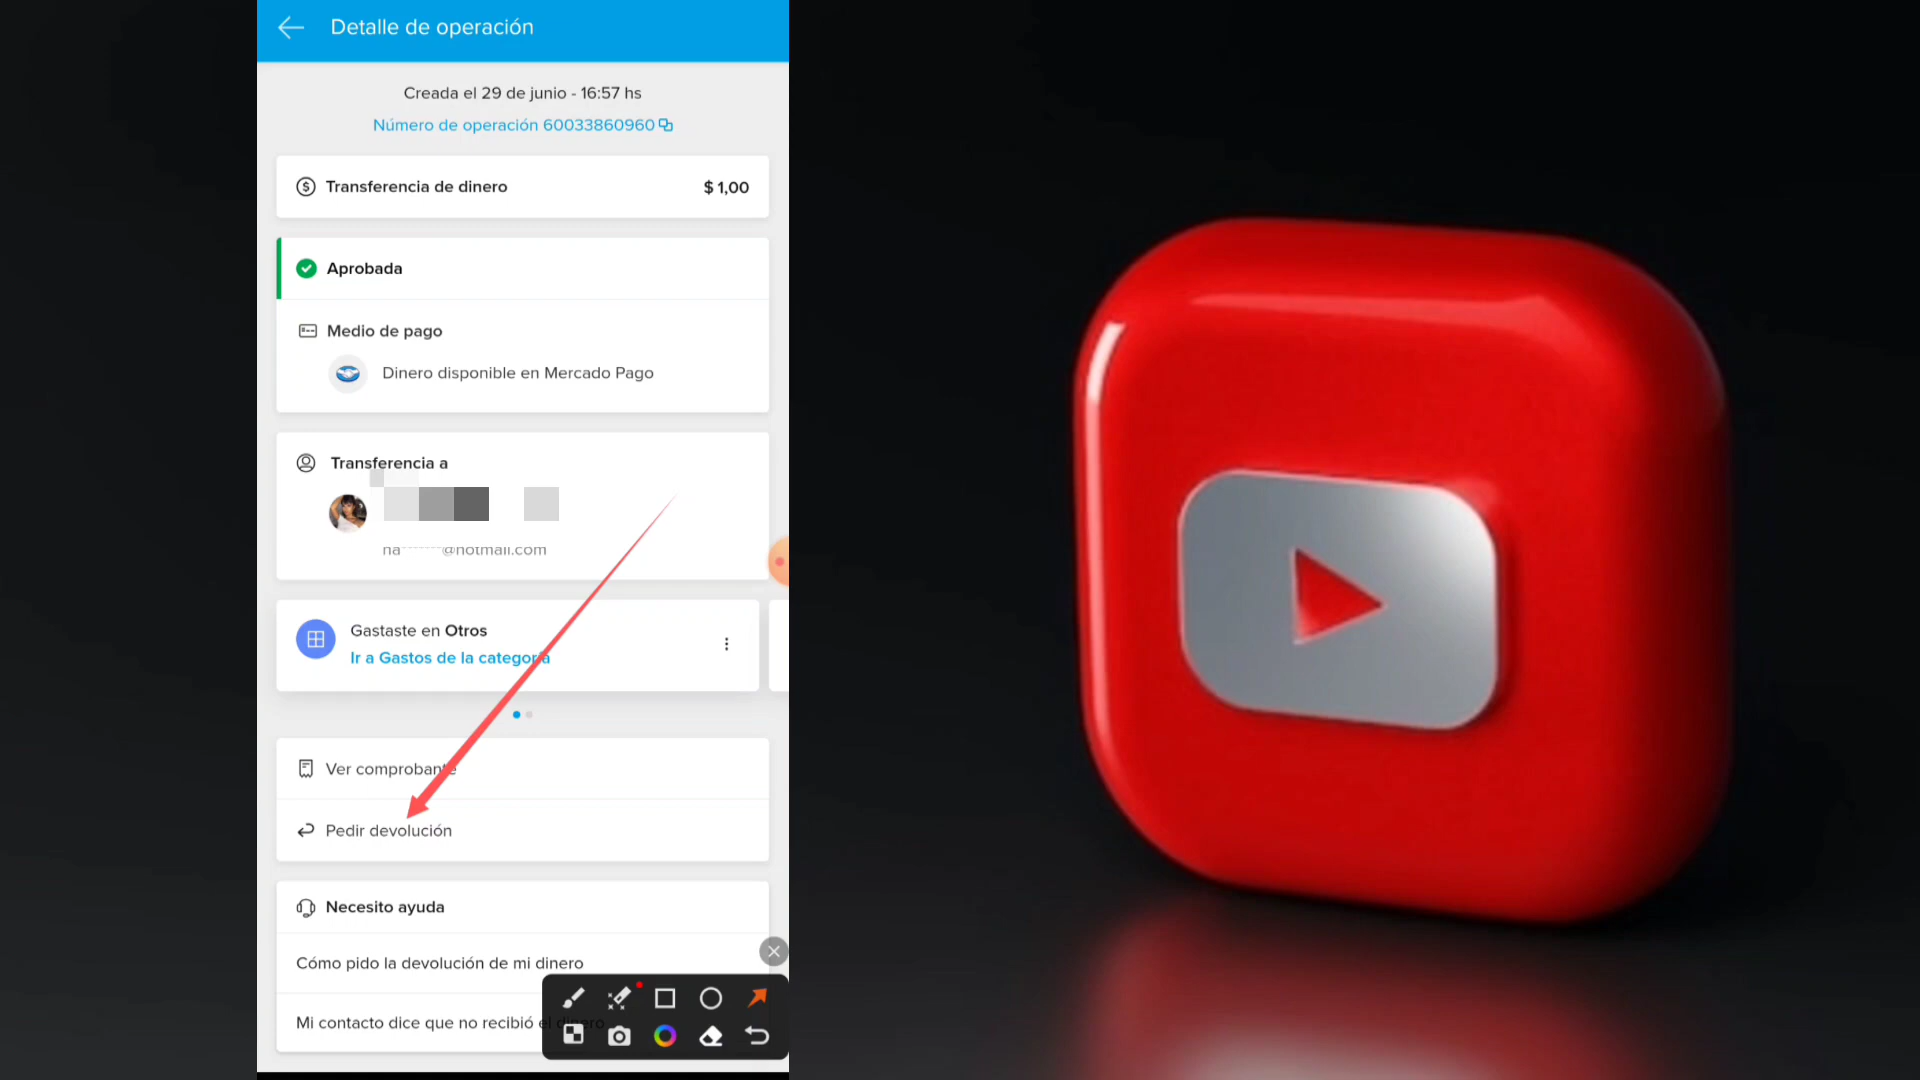 Detalle de operación
Creada el 29 de junio - 16:57 hs
Número de operación 60033860960
Transferencia de dinero
$ 1,00
Aprobada
Medio de pago
Dinero disponible en Mercado Pago
Transferencia a
@hotmail.com
Gastaste en Otros
Ir a Gastos de la categoría
Ver comprobante
Pedir devolución
Necesito ayuda
Cómo pido la devolución de mi dinero
Mi contacto dice que no recibió el dinero